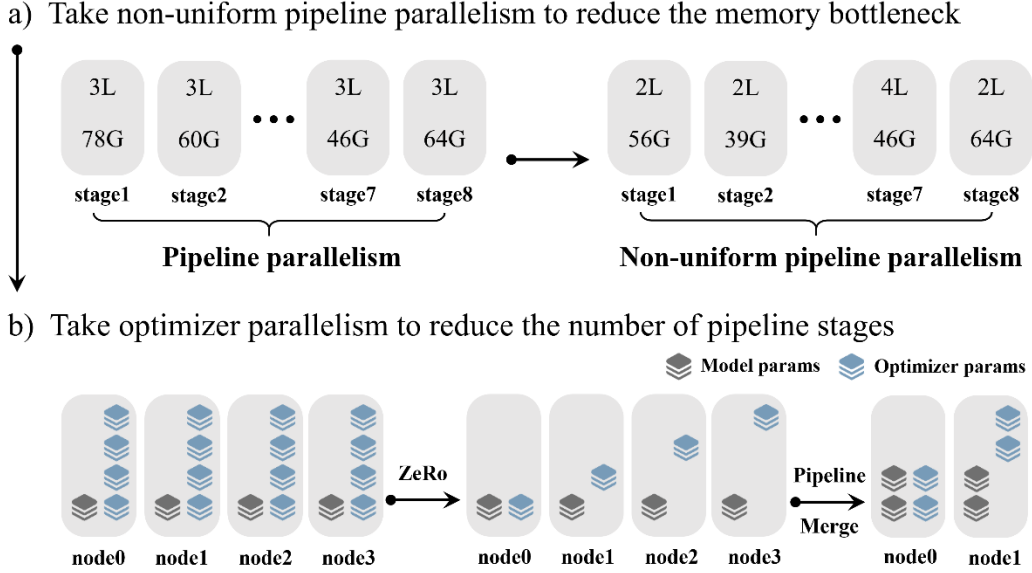 a) Take non-uniform pipeline parallelism to reduce the memory bottleneck
3L 3L 3L 3L 2L 2L 4L 2L
78G 60G 46G 64G 56G 39G 46G 64G
stage1 stage2 stage7 stage8 stage1 stage2 stage7 stage8
Pipeline parallelism Non-uniform pipeline parallelism
b) Take optimizer parallelism to reduce the number of pipeline stages
Model params Optimizer params
ZeRo Pipeline
Merge
node0 node1 node2 node3 node0 node1 node2 node3 node0 node1